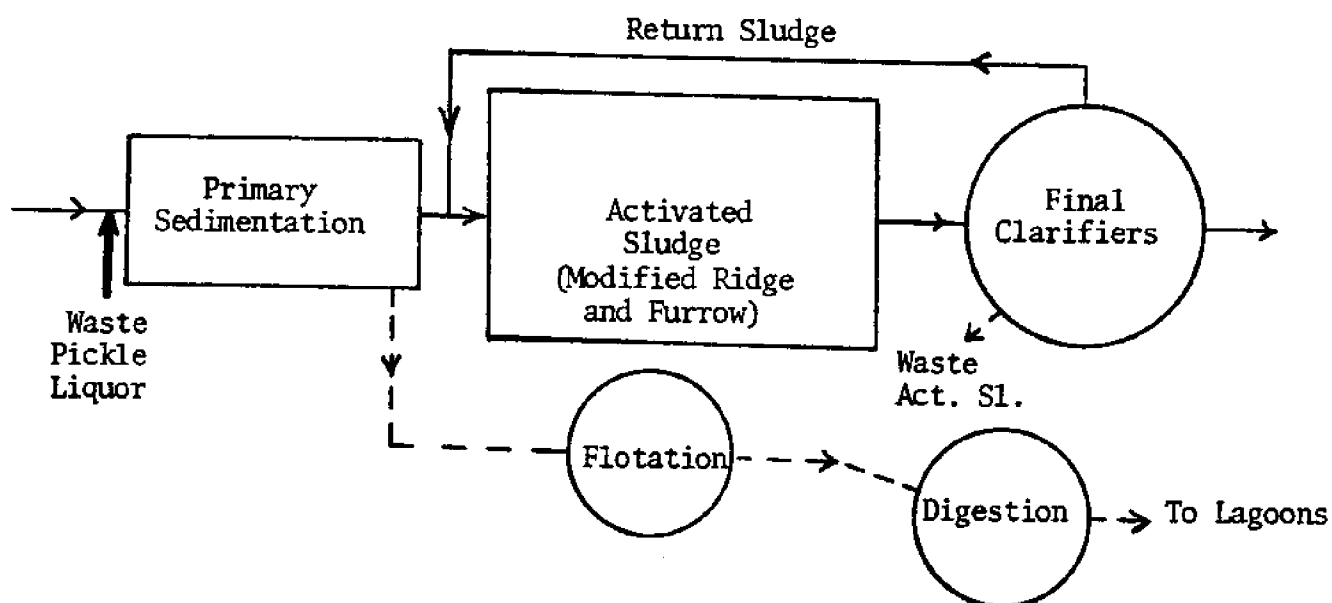 Return Sludge
Primary
Sedimentation
Activated
Sludge
(Modified Ridge
and Furrow)
Final
Clarifiers
Waste
Pickle
Liquor
Waste
Act. Sl.
Flotation
Digestion
To Lagoons